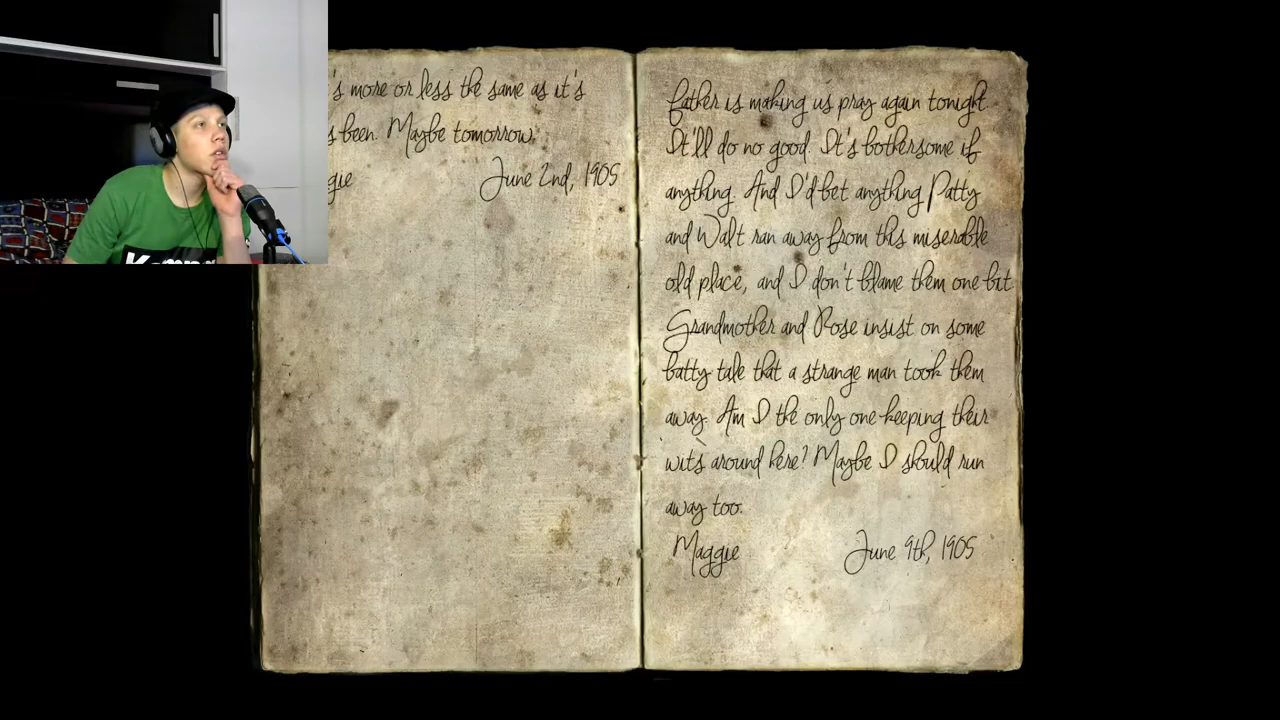 's more or less the same as it's
s been. Maybe tomorrow.
gie June 2nd, 1905
Father is making us pray again tonight.
It'll do no good. It's bothersome if
anything. And I'd bet anything Patty
and Walt ran away from this miserable
old place, and I don't blame them one bit.
Grandmother and Rose insist on some
batty tale that a strange man took them
away. Am I the only one keeping their
wits around here? Maybe I should run
away too.
Maggie June 9th, 1905